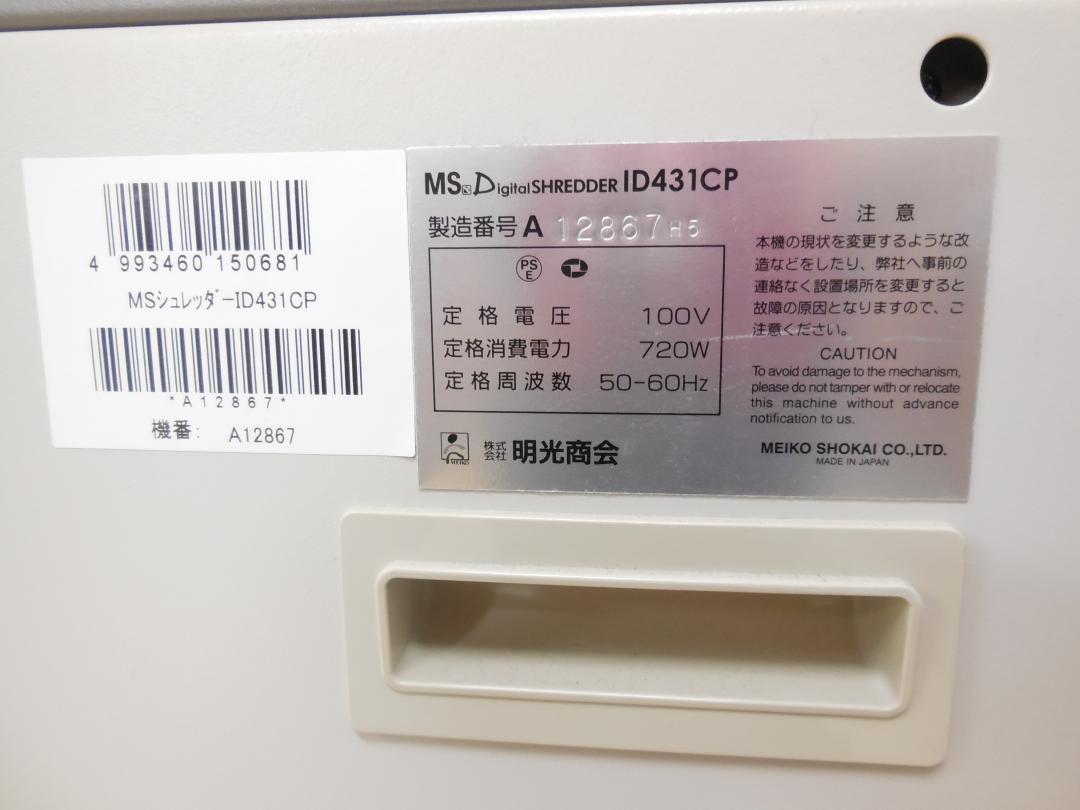 4 993460 150681
MSシュレッダーID431CP
*A12867*
機番: A12867
MS DigitalSHREDDER ID431CP
製造番号 A 12867H5
PS
E
定格電圧 100V
定格消費電力 720W
定格周波数 50-60Hz
MEIKO
株式会社 明光商会
ご注意
本機の現状を変更するような改
造などをしたり、弊社へ事前の
連絡なく設置場所を変更すると
故障の原因となりますので、ご
注意ください。
CAUTION
To avoid damage to the mechanism,
please do not tamper with or relocate
this machine without advance
notification to us.
MEIKO SHOKAI CO.,LTD.
MADE IN JAPAN